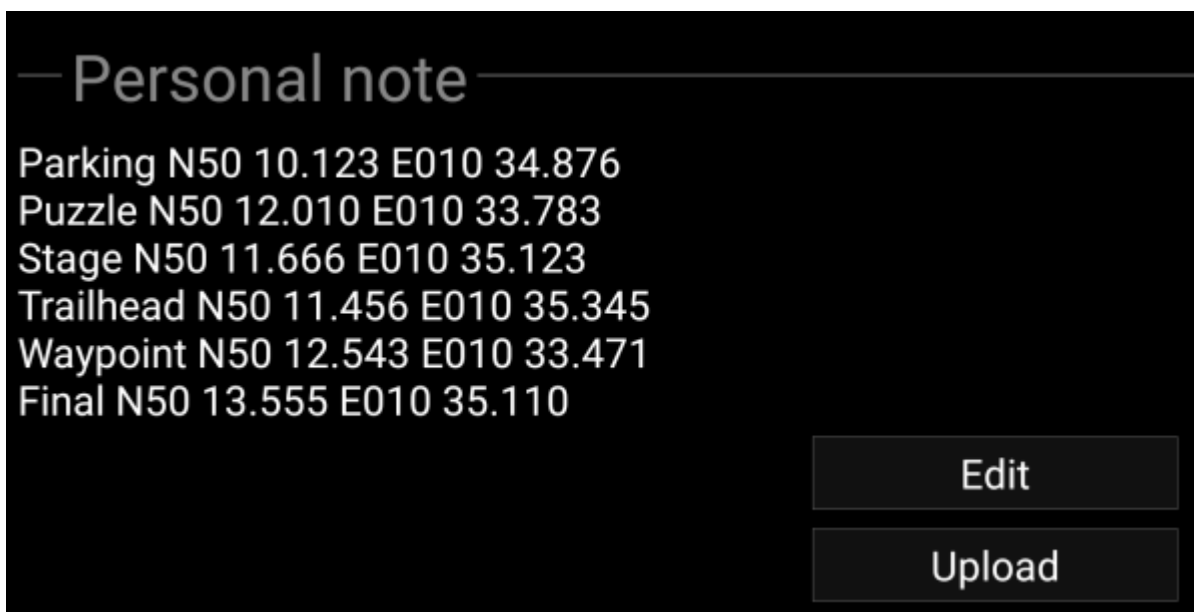 Personal note
Parking N50 10.123 E010 34.876
Puzzle N50 12.010 E010 33.783
Stage N50 11.666 E010 35.123
Trailhead N50 11.456 E010 35.345
Waypoint N50 12.543 E010 33.471
Final N50 13.555 E010 35.110
Edit
Upload